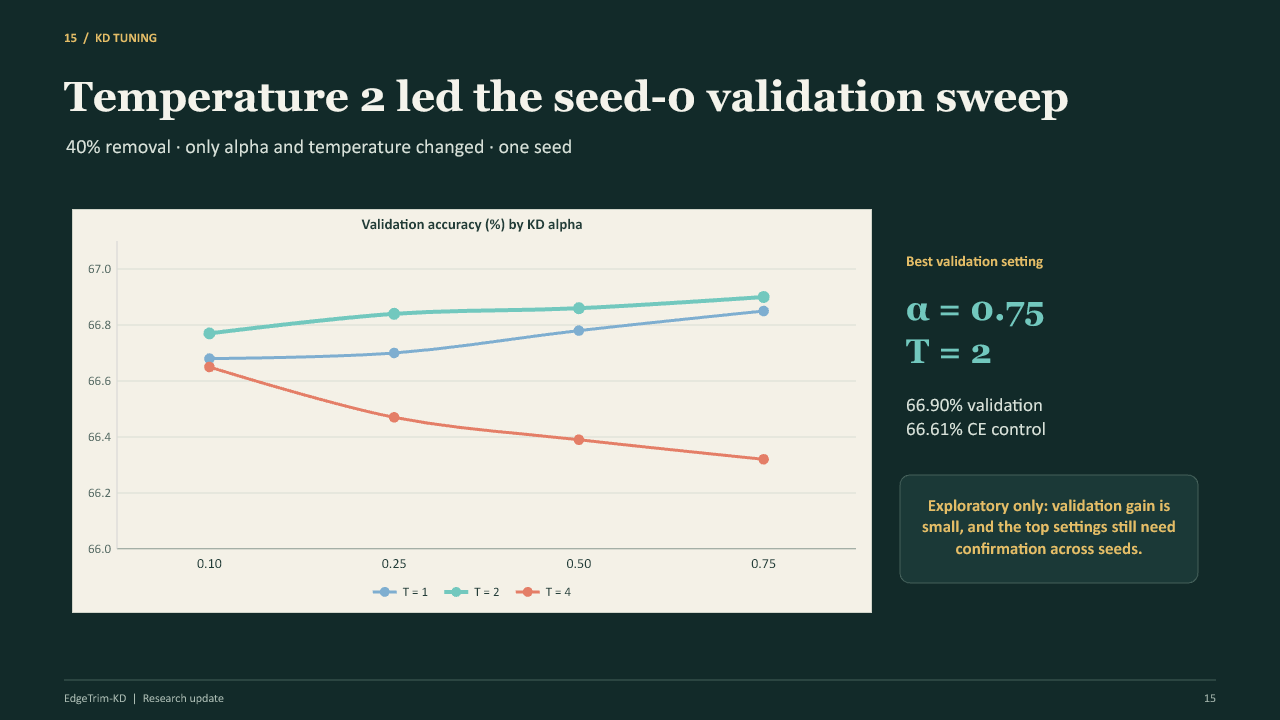 15 / KD TUNING
Temperature 2 led the seed-0 validation sweep
40% removal · only alpha and temperature changed · one seed
Validation accuracy (%) by KD alpha
67.0
66.8
66.6
66.4
66.2
66.0
0.10 0.25 0.50 0.75
T = 1 T = 2 T = 4
Best validation setting
α = 0.75
T = 2
66.90% validation
66.61% CE control
Exploratory only: validation gain is
small, and the top settings still need
confirmation across seeds.
EdgeTrim-KD | Research update
15